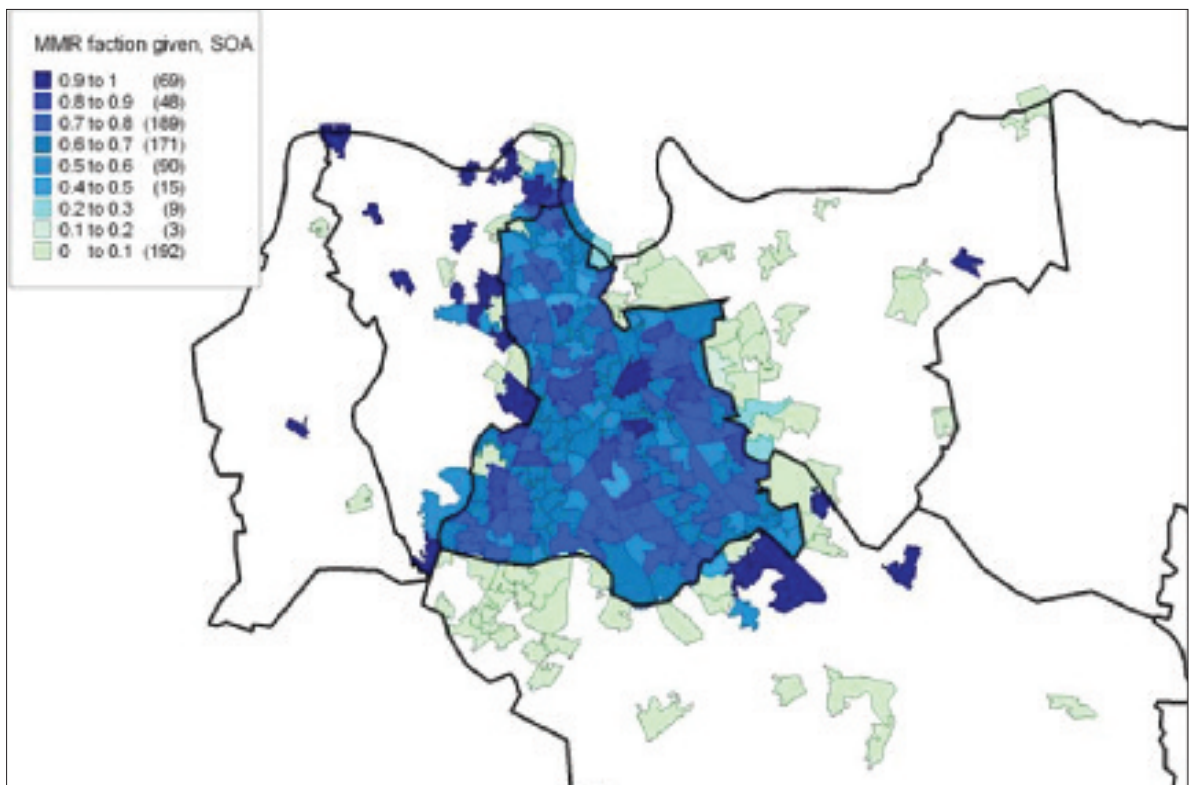 MMR faction given, SOA
0.9 to 1 (69)
0.8 to 0.9 (48)
0.7 to 0.8 (189)
0.6 to 0.7 (171)
0.5 to 0.6 (90)
0.4 to 0.5 (15)
0.2 to 0.3 (9)
0.1 to 0.2 (3)
0 to 0.1 (192)